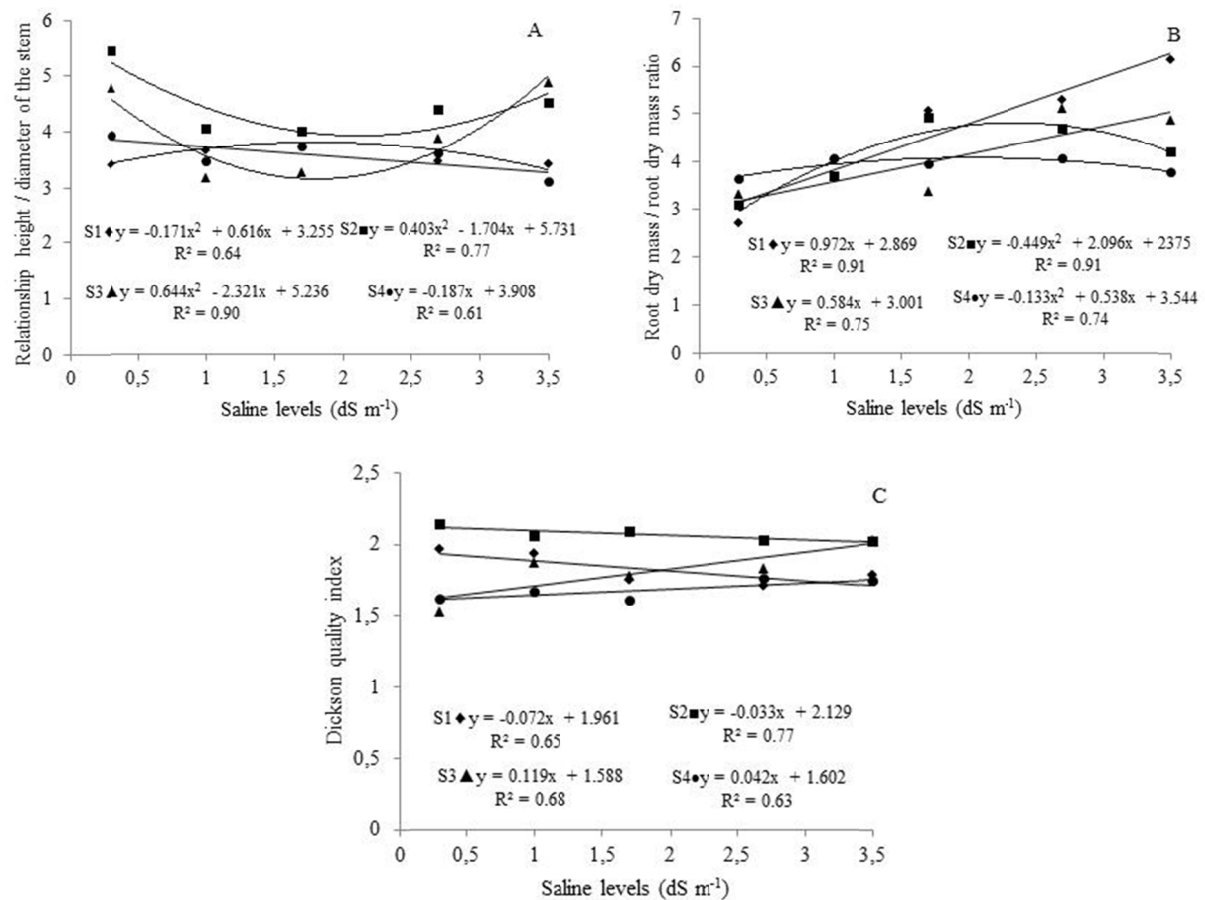 A
Relationship height / diameter of the stem
6
5
4
3
2
1
0
S1 y = -0.171x² + 0.616x + 3.255
R² = 0.64
S2 y = 0.403x² - 1.704x + 5.731
R² = 0.77
S3 y = 0.644x² - 2.321x + 5.236
R² = 0.90
S4 y = -0.187x + 3.908
R² = 0.61
0 0,5 1 1,5 2 2,5 3 3,5
Saline levels (dS m⁻¹)
B
Root dry mass / root dry mass ratio
7
6
5
4
3
2
1
0
S1 y = 0.972x + 2.869
R² = 0.91
S2 y = -0.449x² + 2.096x + 2375
R² = 0.91
S3 y = 0.584x + 3.001
R² = 0.75
S4 y = -0.133x² + 0.538x + 3.544
R² = 0.74
0 0,5 1 1,5 2 2,5 3 3,5
Saline levels (dS m⁻¹)
C
Dickson quality index
2,5
2
1,5
1
0,5
0
S1 y = -0.072x + 1.961
R² = 0.65
S2 y = -0.033x + 2.129
R² = 0.77
S3 y = 0.119x + 1.588
R² = 0.68
S4 y = 0.042x + 1.602
R² = 0.63
0 0,5 1 1,5 2 2,5 3 3,5
Saline levels (dS m⁻¹)